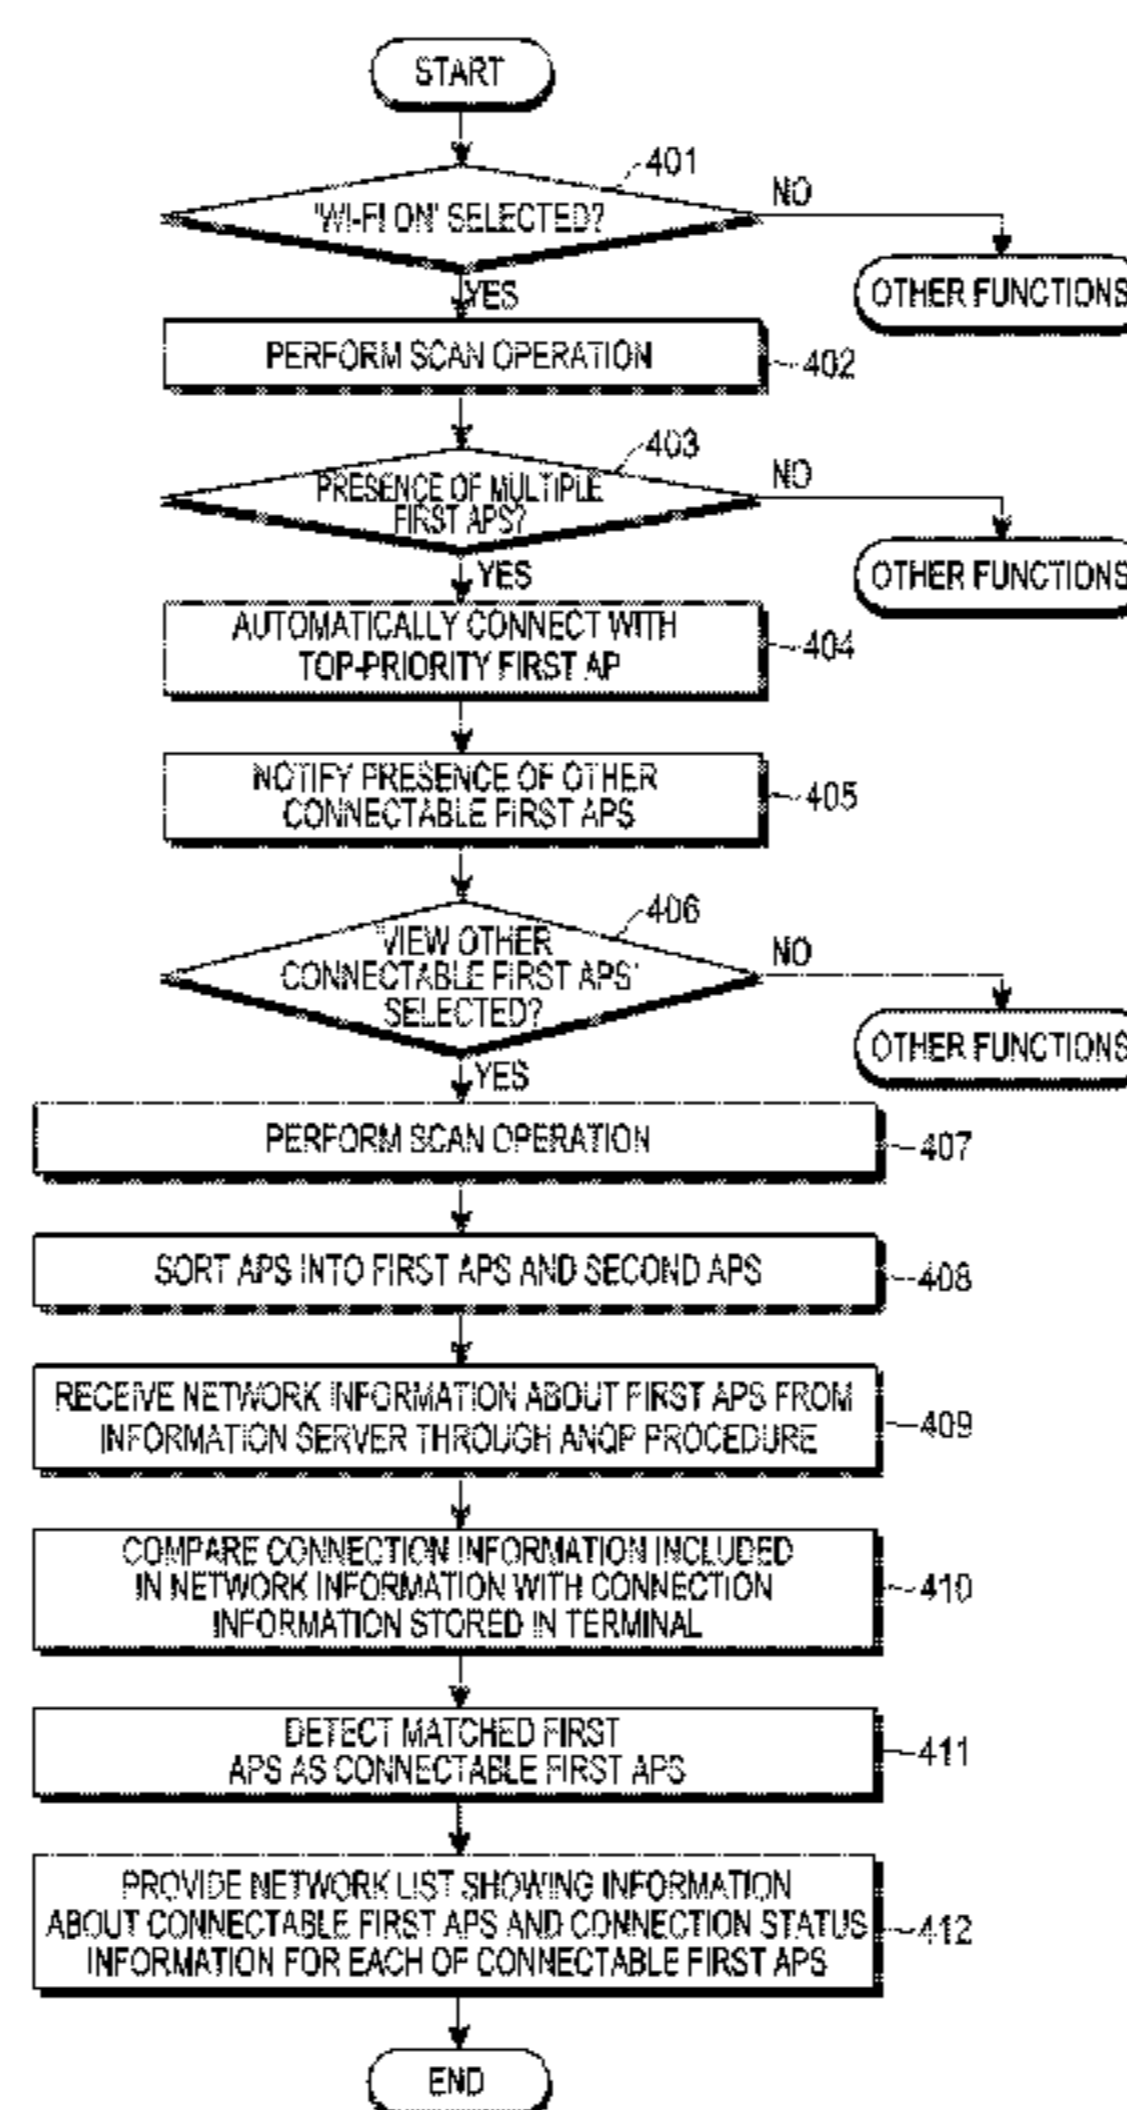 START
401
'WI-FI ON' SELECTED?
NO
OTHER FUNCTIONS
YES
PERFORM SCAN OPERATION
402
403
PRESENCE OF MULTIPLE
FIRST APS?
NO
OTHER FUNCTIONS
YES
AUTOMATICALLY CONNECT WITH
TOP-PRIORITY FIRST AP
404
NOTIFY PRESENCE OF OTHER
CONNECTABLE FIRST APS
405
406
'VIEW OTHER
CONNECTABLE FIRST APS'
SELECTED?
NO
OTHER FUNCTIONS
YES
PERFORM SCAN OPERATION
407
SORT APS INTO FIRST APS AND SECOND APS
408
RECEIVE NETWORK INFORMATION ABOUT FIRST APS FROM
INFORMATION SERVER THROUGH ANQP PROCEDURE
409
COMPARE CONNECTION INFORMATION INCLUDED
IN NETWORK INFORMATION WITH CONNECTION
INFORMATION STORED IN TERMINAL
410
DETECT MATCHED FIRST
APS AS CONNECTABLE FIRST APS
411
PROVIDE NETWORK LIST SHOWING INFORMATION
ABOUT CONNECTABLE FIRST APS AND CONNECTION STATUS
INFORMATION FOR EACH OF CONNECTABLE FIRST APS
412
END